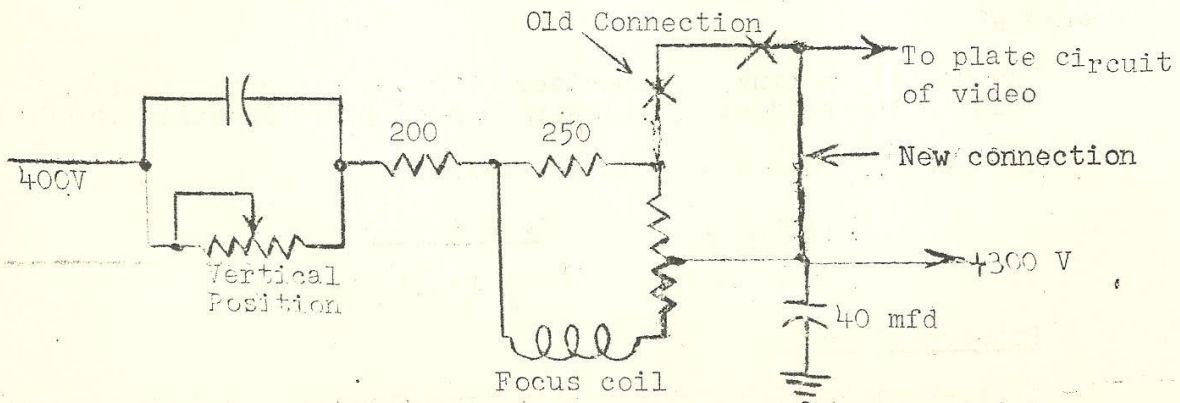 Old Connection
To plate circuit
of video
200
250
New connection
400V
+300 V
Vertical
Position
40 mfd
Focus coil